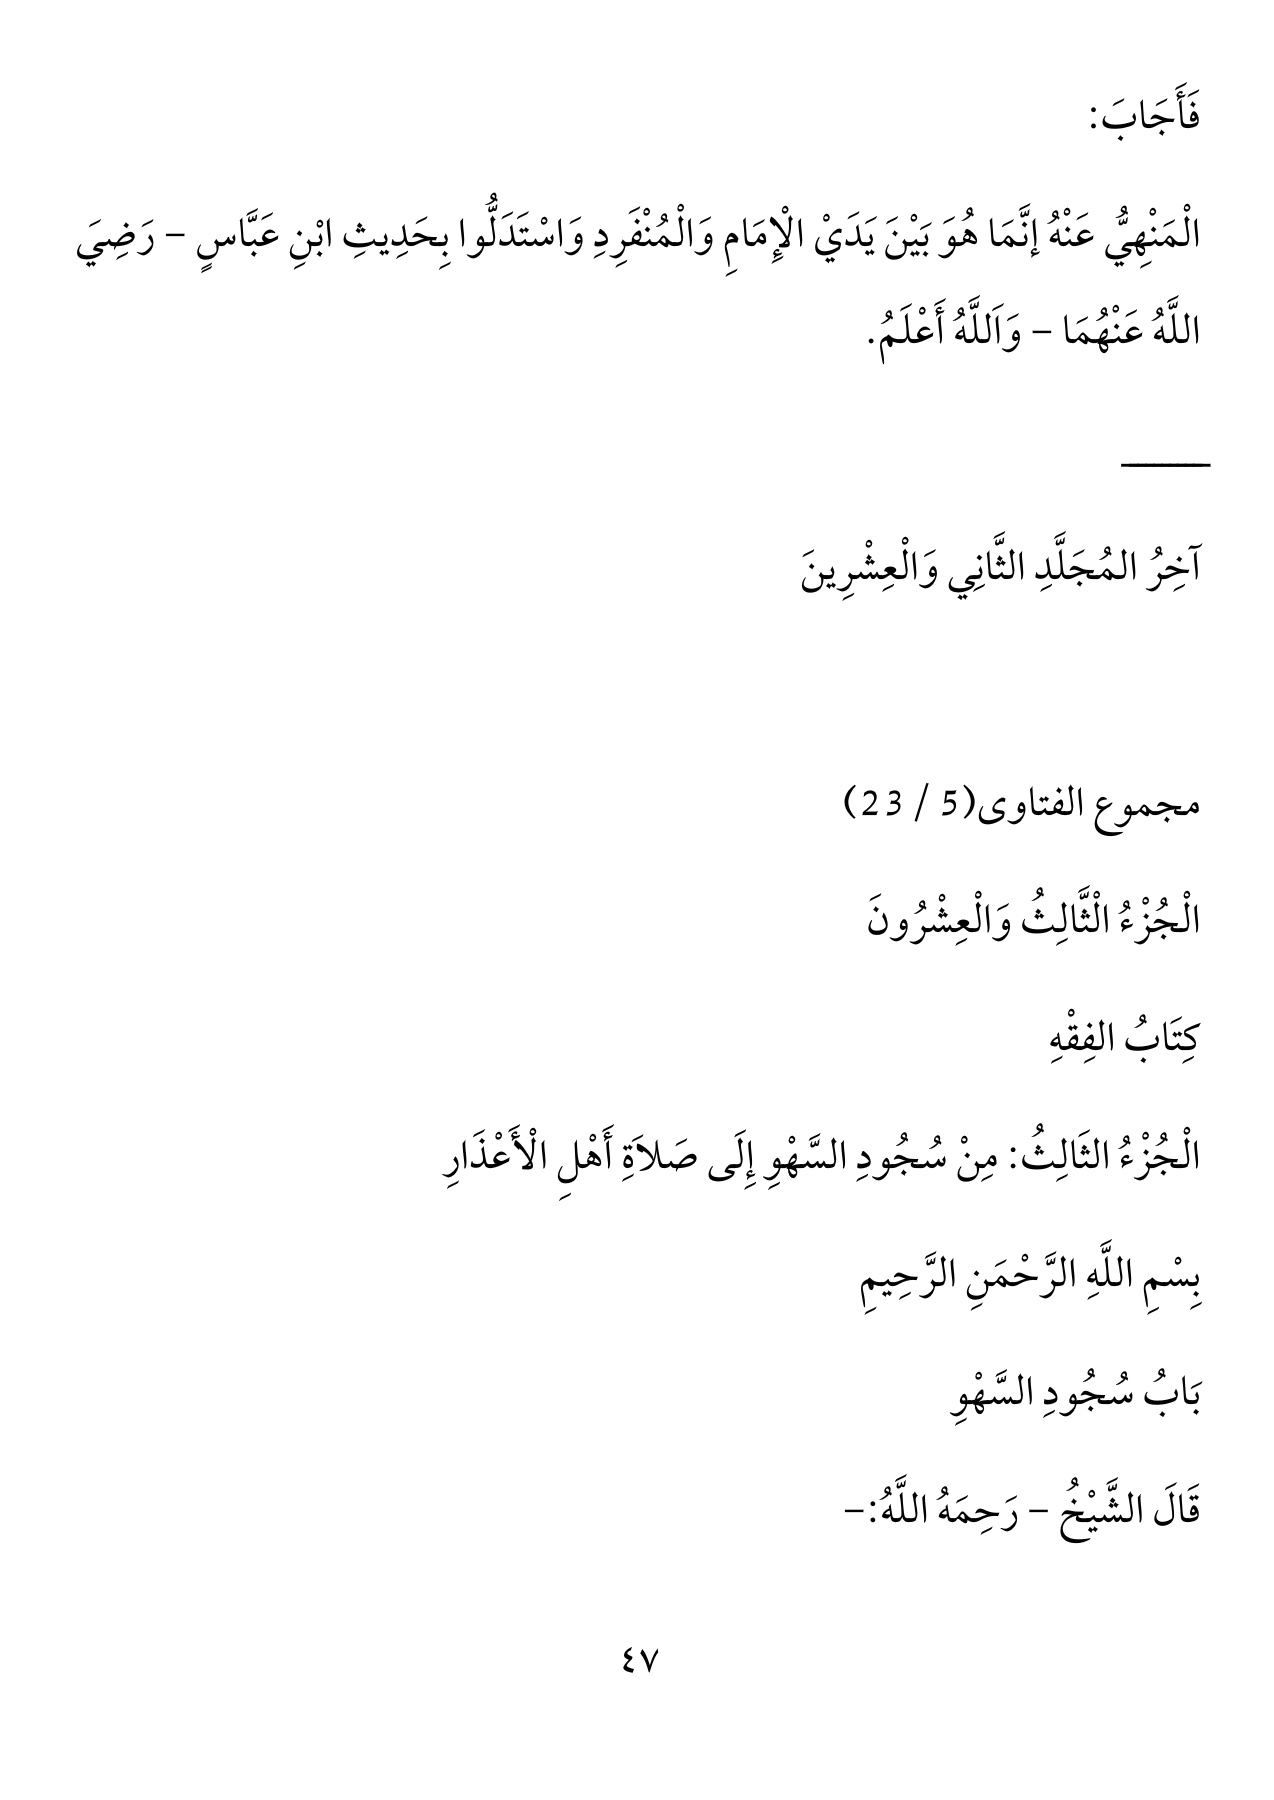 فَأَجَابَ:
الْمَنْهِيُّ عَنْهُ إنَّمَا هُوَ بَيْنَ يَدَيْ الْإِمَامِ وَالْمُنْفَرِدِ وَاسْتَدَلُّوا بِحَدِيثِ ابْنِ عَبَّاسٍ – رَضِيَ
اللَّهُ عَنْهُمَا – وَاَللَّهُ أَعْلَمُ.
آخِرُ المُجَلَّدِ الثَّانِي وَالْعِشْرِينَ
مجموع الفتاوى(5 / 23)
الْجُزْءُ الْثَّالِثُ وَالْعِشْرُونَ
كِتَابُ الفِقْهِ
الْجُزْءُ الثَالِثُ: مِنْ سُجُودِ السَّهْوِ إِلَى صَلاَةِ أَهْلِ الْأَعْذَارِ
بِسْمِ اللَّهِ الرَّحْمَنِ الرَّحِيمِ
بَابُ سُجُودِ السَّهْوِ
قَالَ الشَّيْخُ – رَحِمَهُ اللَّهُ:–
٤٧